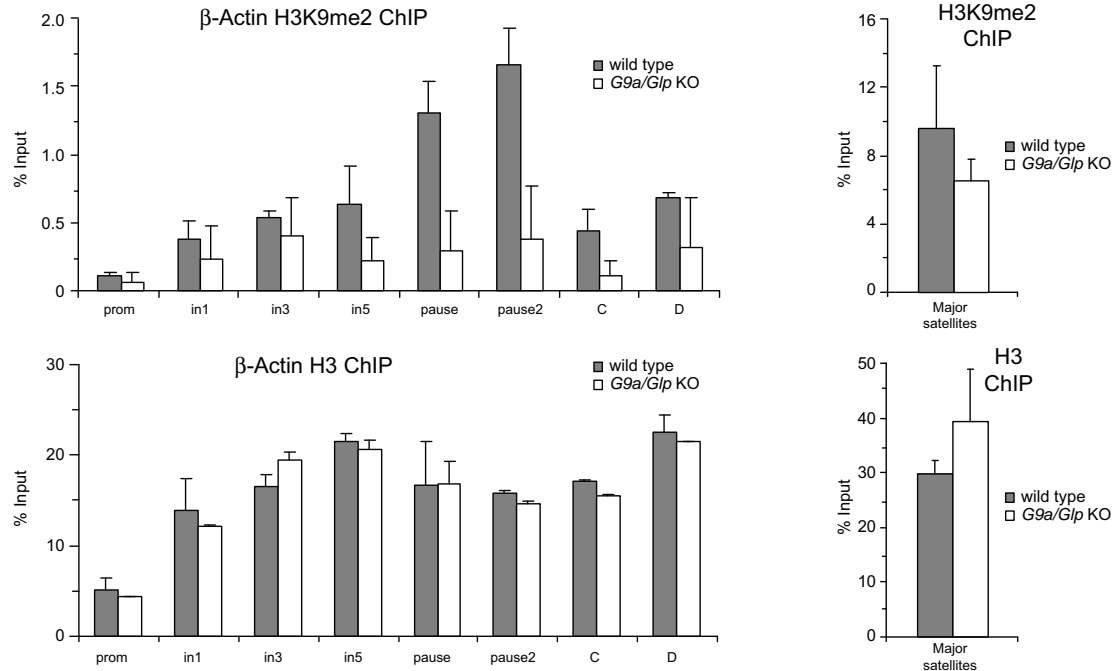 β-Actin H3K9me2 ChIP
wild type
G9a/Glp KO
% Input
2.0
1.5
1.0
0.5
0
prom in1 in3 in5 pause pause2 C D
H3K9me2
ChIP
wild type
G9a/Glp KO
% Input
16
12
8
4
0
Major
satellites
β-Actin H3 ChIP
wild type
G9a/Glp KO
% Input
30
20
10
0
prom in1 in3 in5 pause pause2 C D
H3
ChIP
wild type
G9a/Glp KO
% Input
50
40
30
20
10
0
Major
satellites